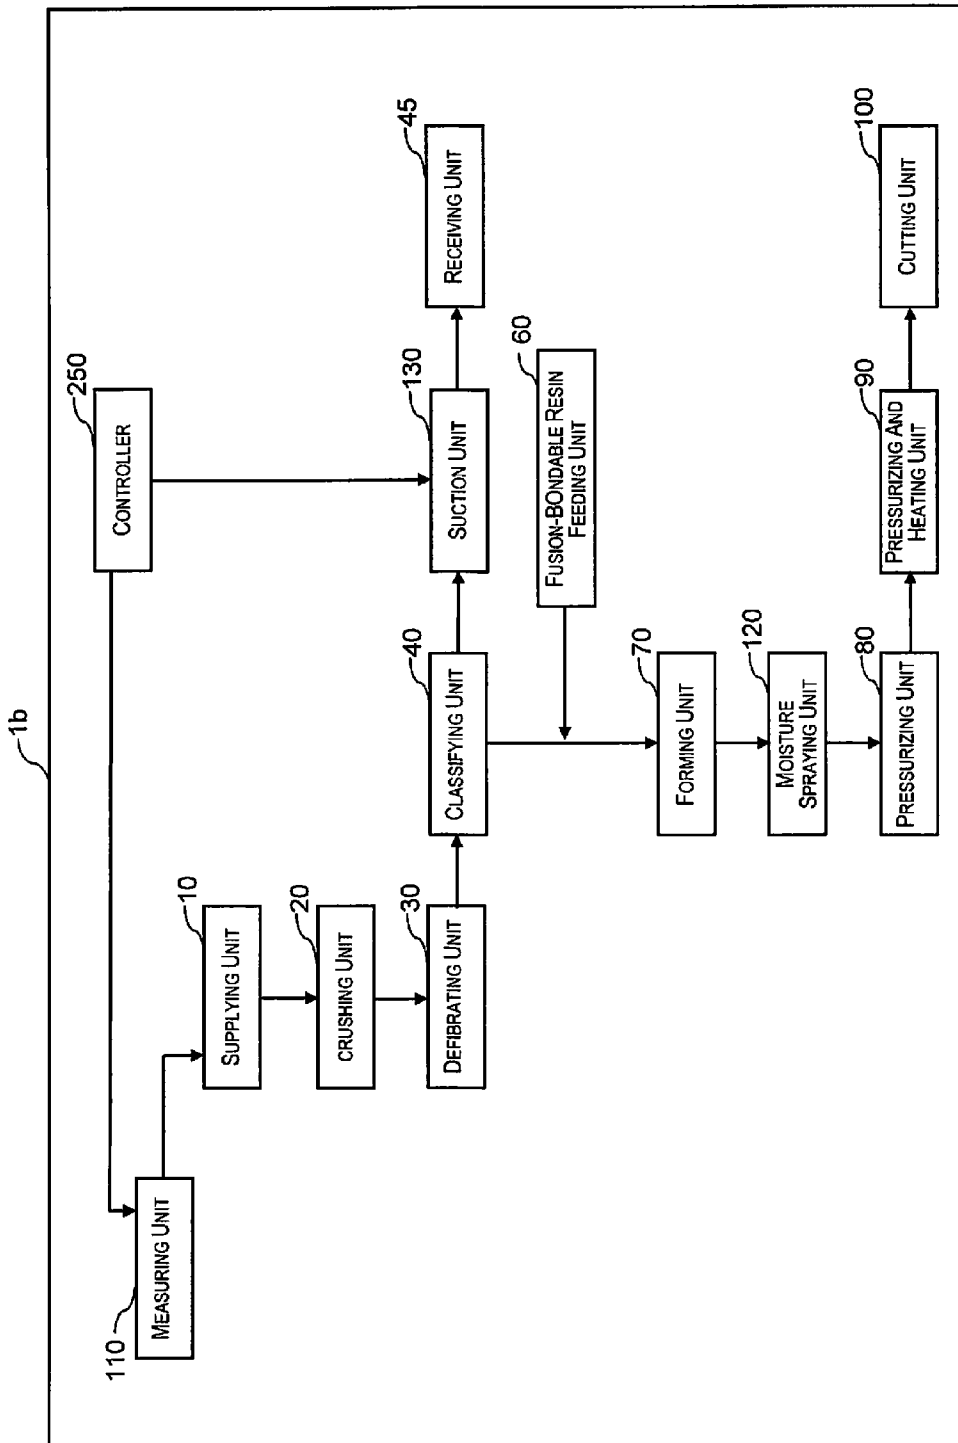 1b
250
CONTROLLER
110
MEASURING UNIT
10
SUPPLYING UNIT
20
CRUSHING UNIT
30
DEFIBRATING UNIT
40
CLASSIFYING UNIT
130
SUCTION UNIT
45
RECEIVING UNIT
60
FUSION-BONDABLE RESIN
FEEDING UNIT
70
FORMING UNIT
120
MOISTURE
SPRAYING UNIT
80
PRESSURIZING UNIT
90
PRESSURIZING AND
HEATING UNIT
100
CUTTING UNIT